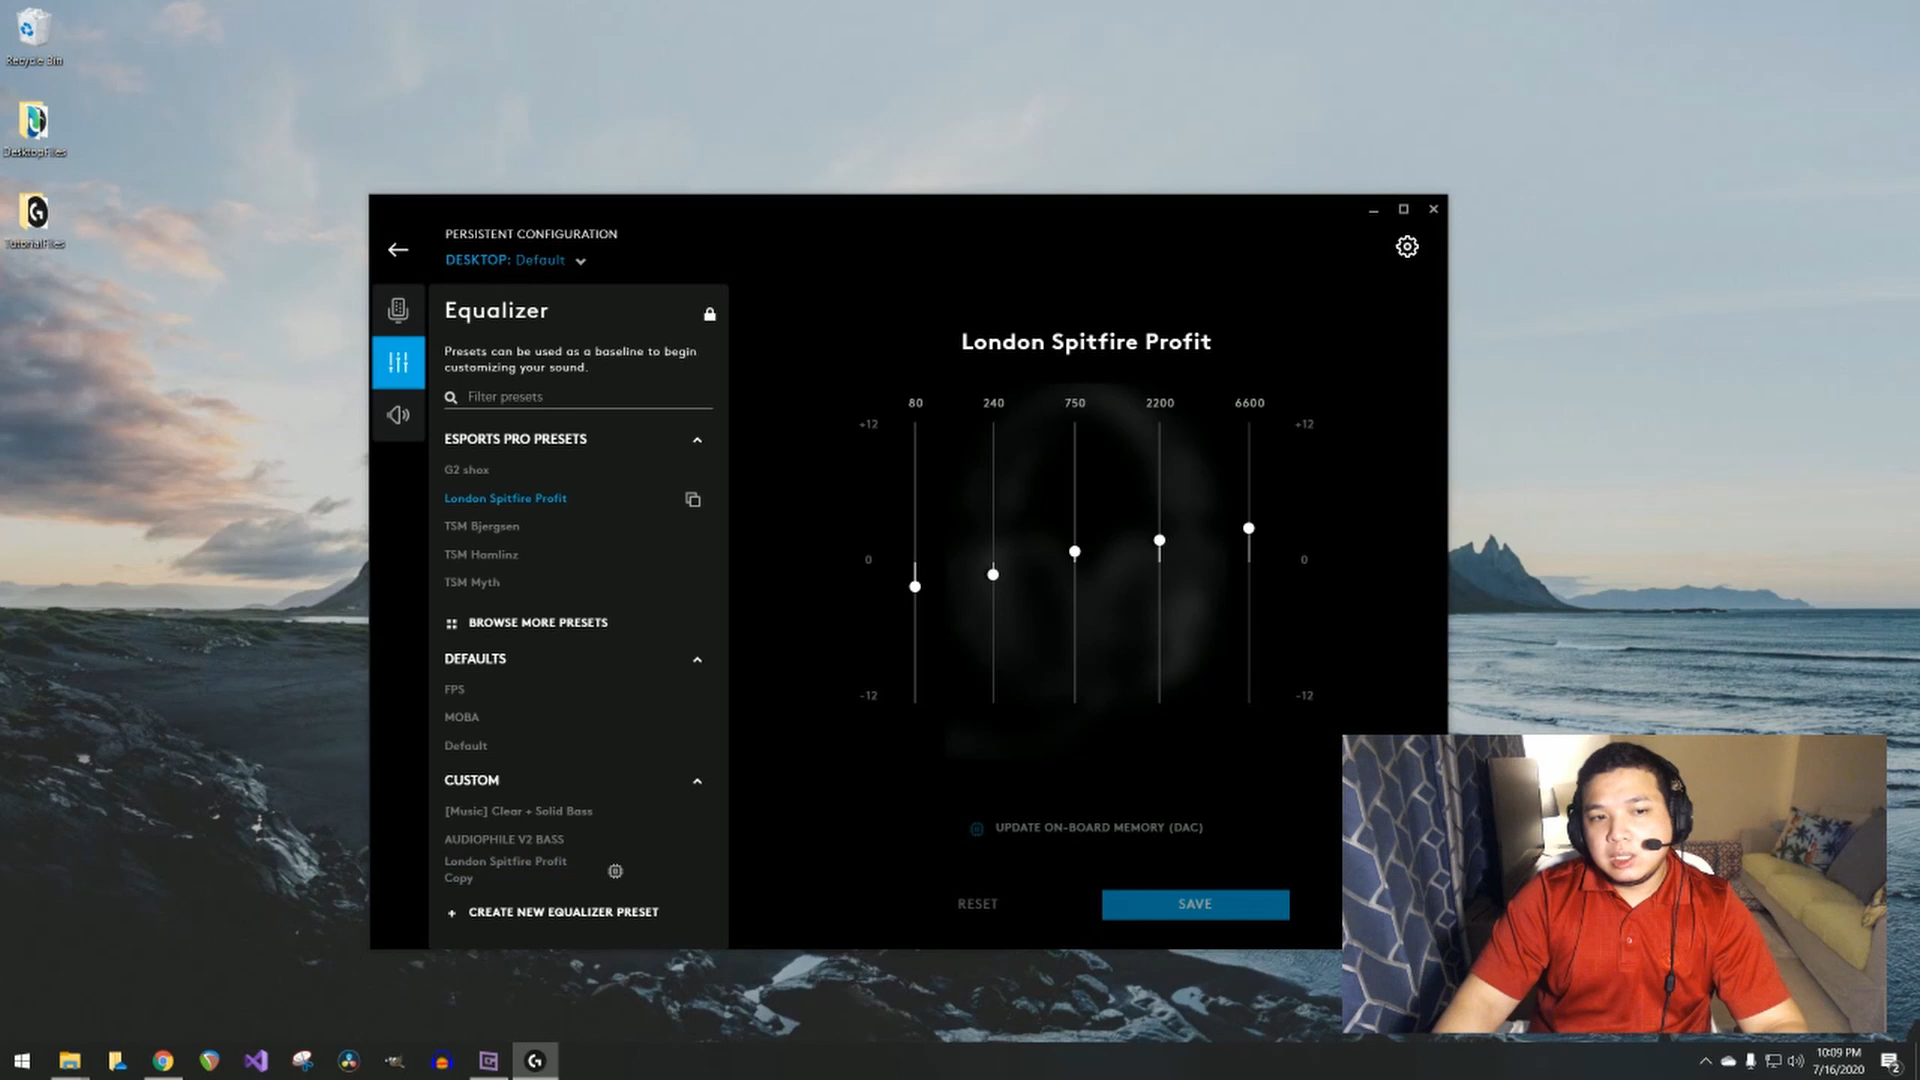 Recycle Bin
DesktopFiles
TutorialFiles
PERSISTENT CONFIGURATION
DESKTOP: Default
Equalizer
Presets can be used as a baseline to begin
customizing your sound.
Filter presets
ESPORTS PRO PRESETS
G2 shox
London Spitfire Profit
TSM Bjergsen
TSM Hamlinz
TSM Myth
BROWSE MORE PRESETS
DEFAULTS
FPS
MOBA
Default
CUSTOM
[Music] Clear + Solid Bass
AUDIOPHILE V2 BASS
London Spitfire Profit
Copy
+ CREATE NEW EQUALIZER PRESET
London Spitfire Profit
80 240 750 2200 6600
+12 +12
0 0
-12 -12
UPDATE ON-BOARD MEMORY (DAC)
RESET SAVE
10:09 PM
7/16/2020
2